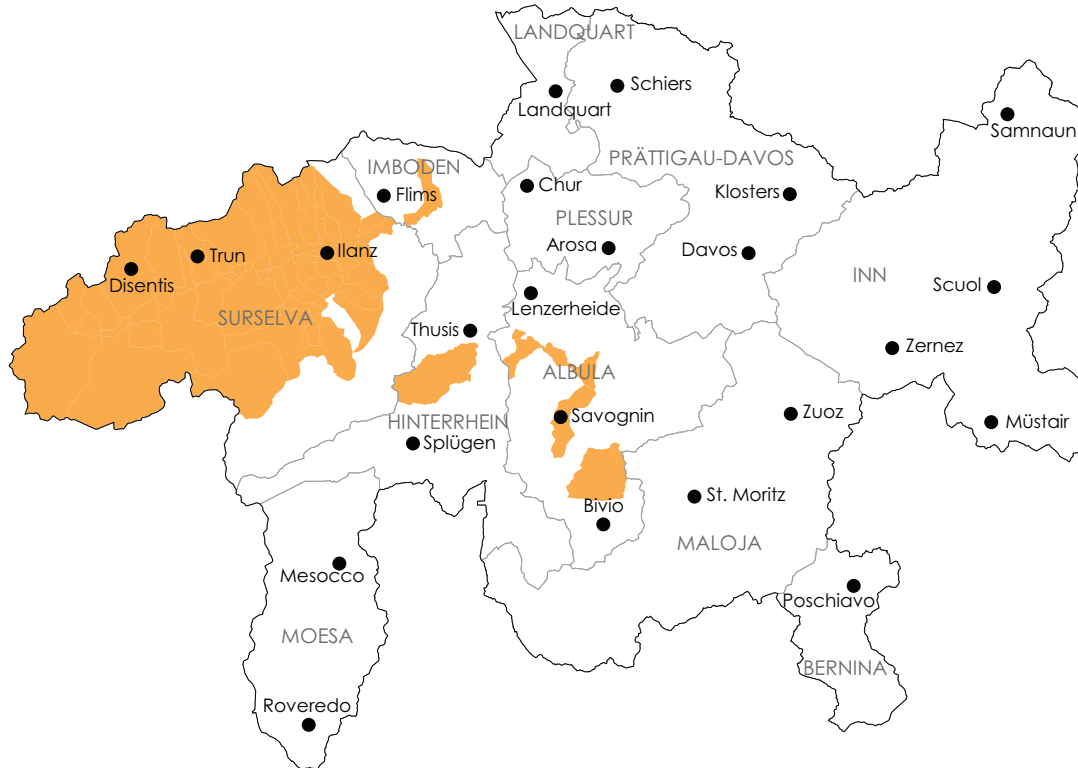 LANDQUART
Schiers
Landquart
Samnaun
IMBODEN
PRÄTTIGAU-DAVOS
Chur
Klosters
Flims
PLESSUR
Arosa
Davos
Ilanz
Trun
INN
Disentis
Scuol
Lenzerheide
SURSELVA
Thusis
Zernez
ALBULA
Zuoz
Savognin
HINTERRHEIN
Müstair
Splügen
St. Moritz
Bivio
MALOJA
Mesocco
Poschiavo
MOESA
BERNINA
Roveredo